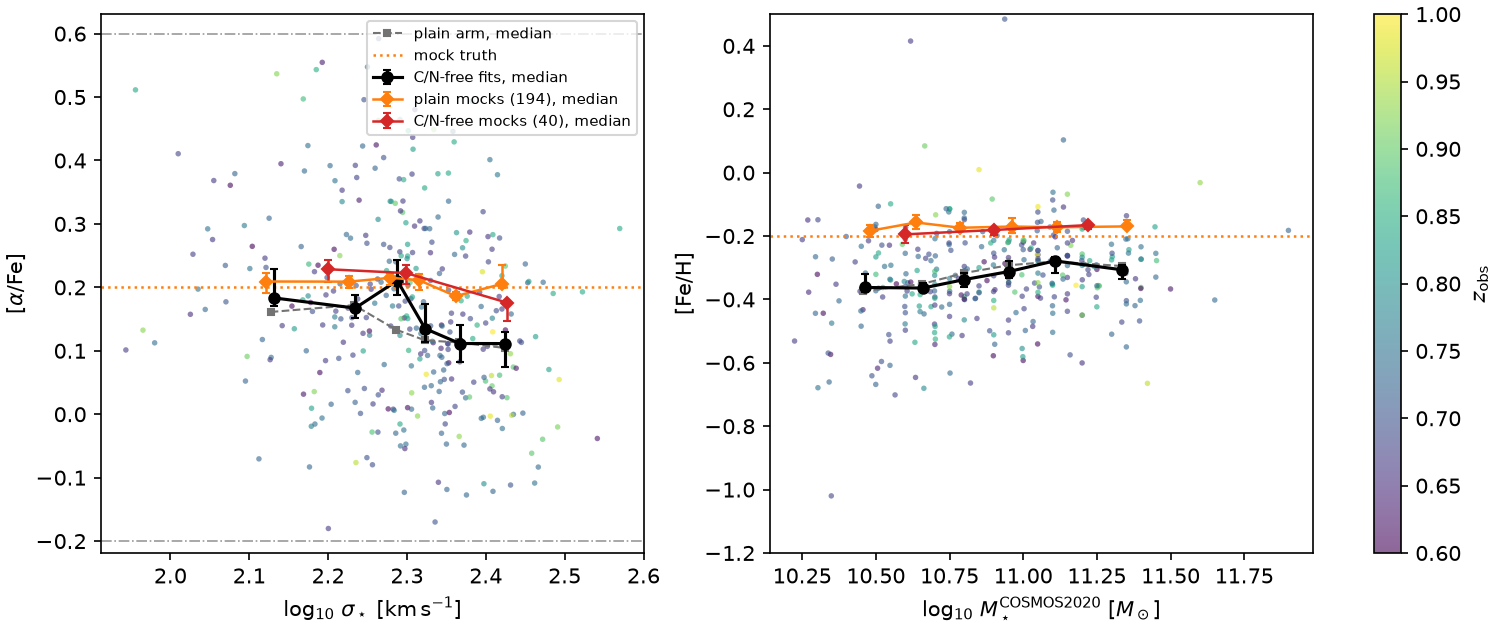 0.6
0.5
0.4
0.3
0.2
0.1
0.0
−0.1
−0.2
[α/Fe]
2.0 2.1 2.2 2.3 2.4 2.5 2.6
log₁₀ σ⋆ [km s⁻¹]
plain arm, median
mock truth
C/N-free fits, median
plain mocks (194), median
C/N-free mocks (40), median
0.4
0.2
0.0
−0.2
−0.4
−0.6
−0.8
−1.0
−1.2
[Fe/H]
10.25 10.50 10.75 11.00 11.25 11.50 11.75
log₁₀ M⋆^COSMOS2020 [M⊙]
1.00
0.95
0.90
0.85
0.80
0.75
0.70
0.65
0.60
z_obs